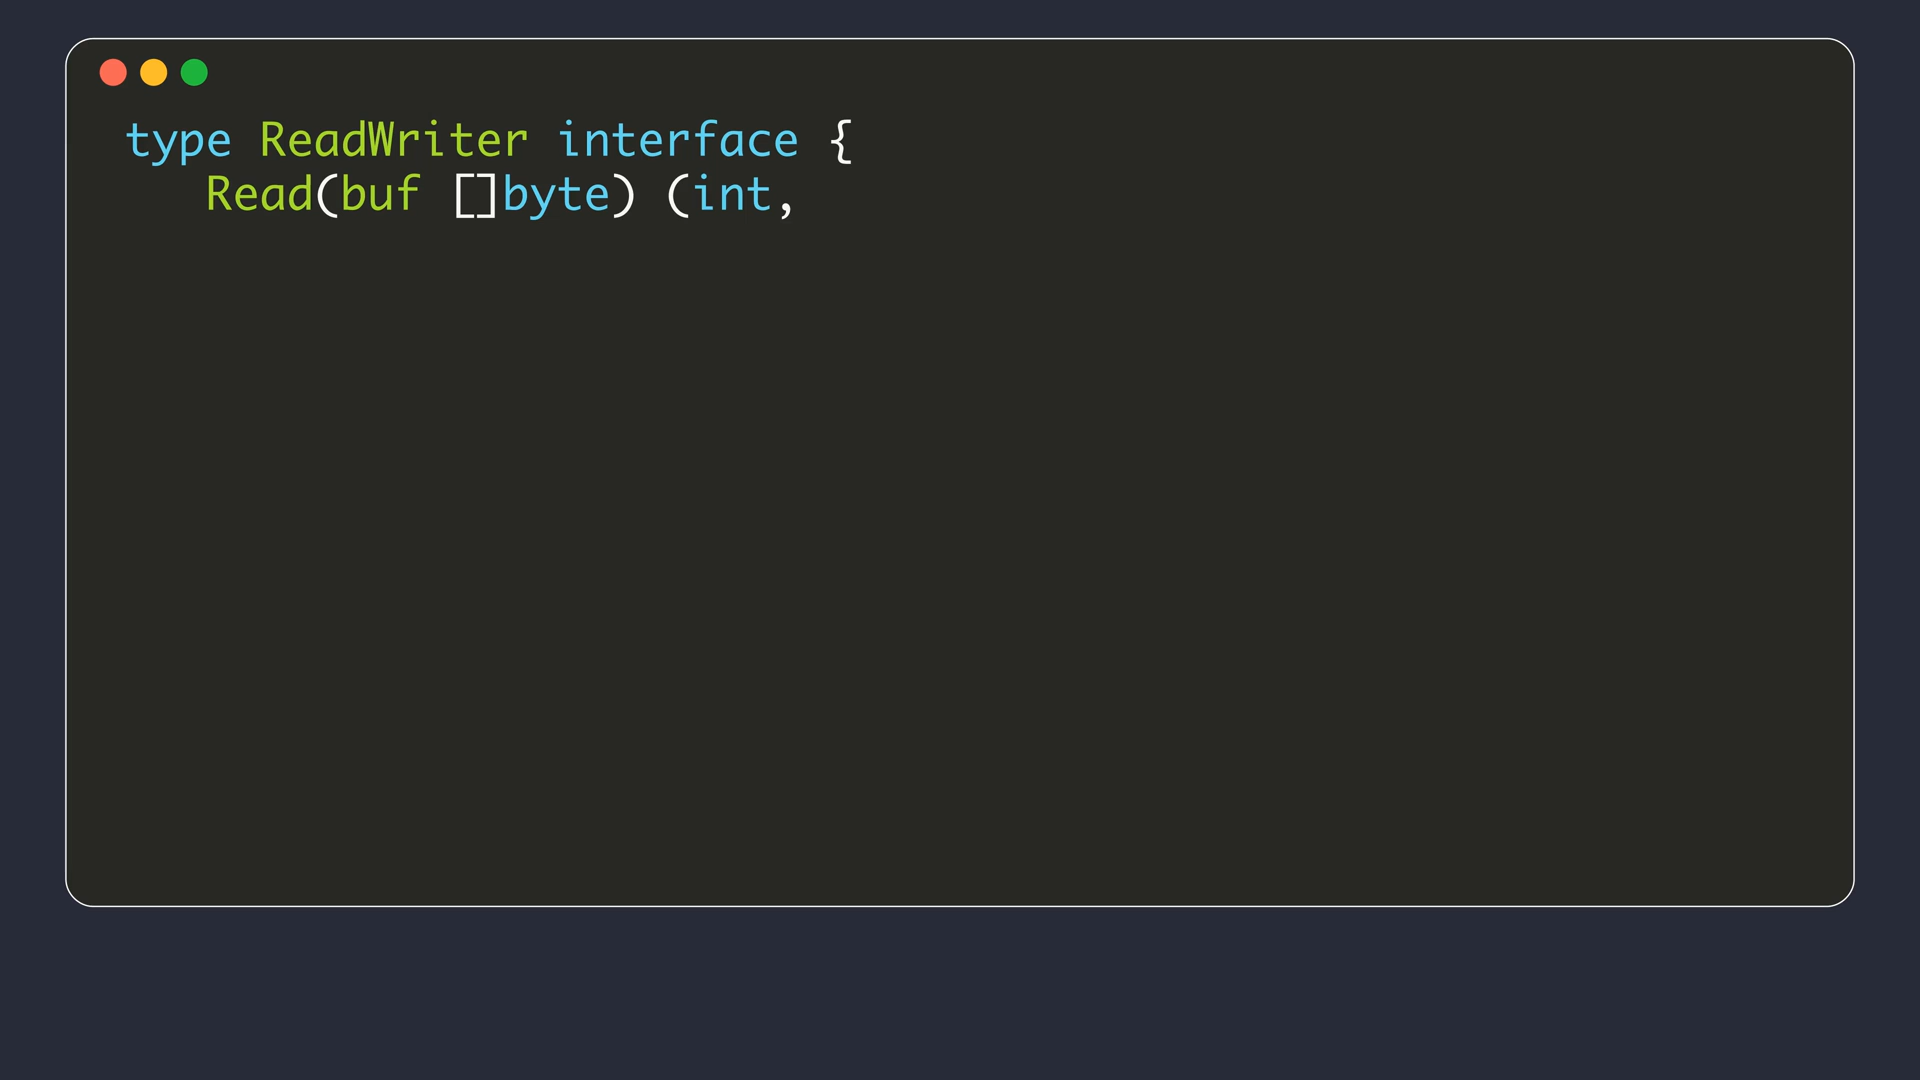 type ReadWriter interface {
Read(buf []byte) (int,